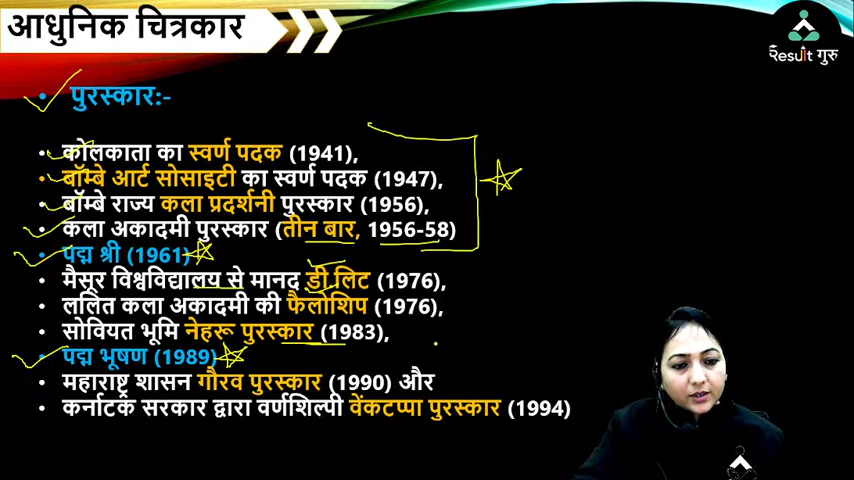 आधुनिक चित्रकार
Result गुरु
• पुरस्कार:-
• कोलकाता का स्वर्ण पदक (1941),
• बॉम्बे आर्ट सोसाइटी का स्वर्ण पदक (1947),
• बॉम्बे राज्य कला प्रदर्शनी पुरस्कार (1956),
• कला अकादमी पुरस्कार (तीन बार, 1956-58)
• पद्म श्री (1961)
• मैसूर विश्वविद्यालय से मानद डी लिट (1976),
• ललित कला अकादमी की फैलोशिप (1976),
• सोवियत भूमि नेहरू पुरस्कार (1983),
• पद्म भूषण (1989)
• महाराष्ट्र शासन गौरव पुरस्कार (1990) और
• कर्नाटक सरकार द्वारा वर्णशिल्पी वेंकटप्पा पुरस्कार (1994)